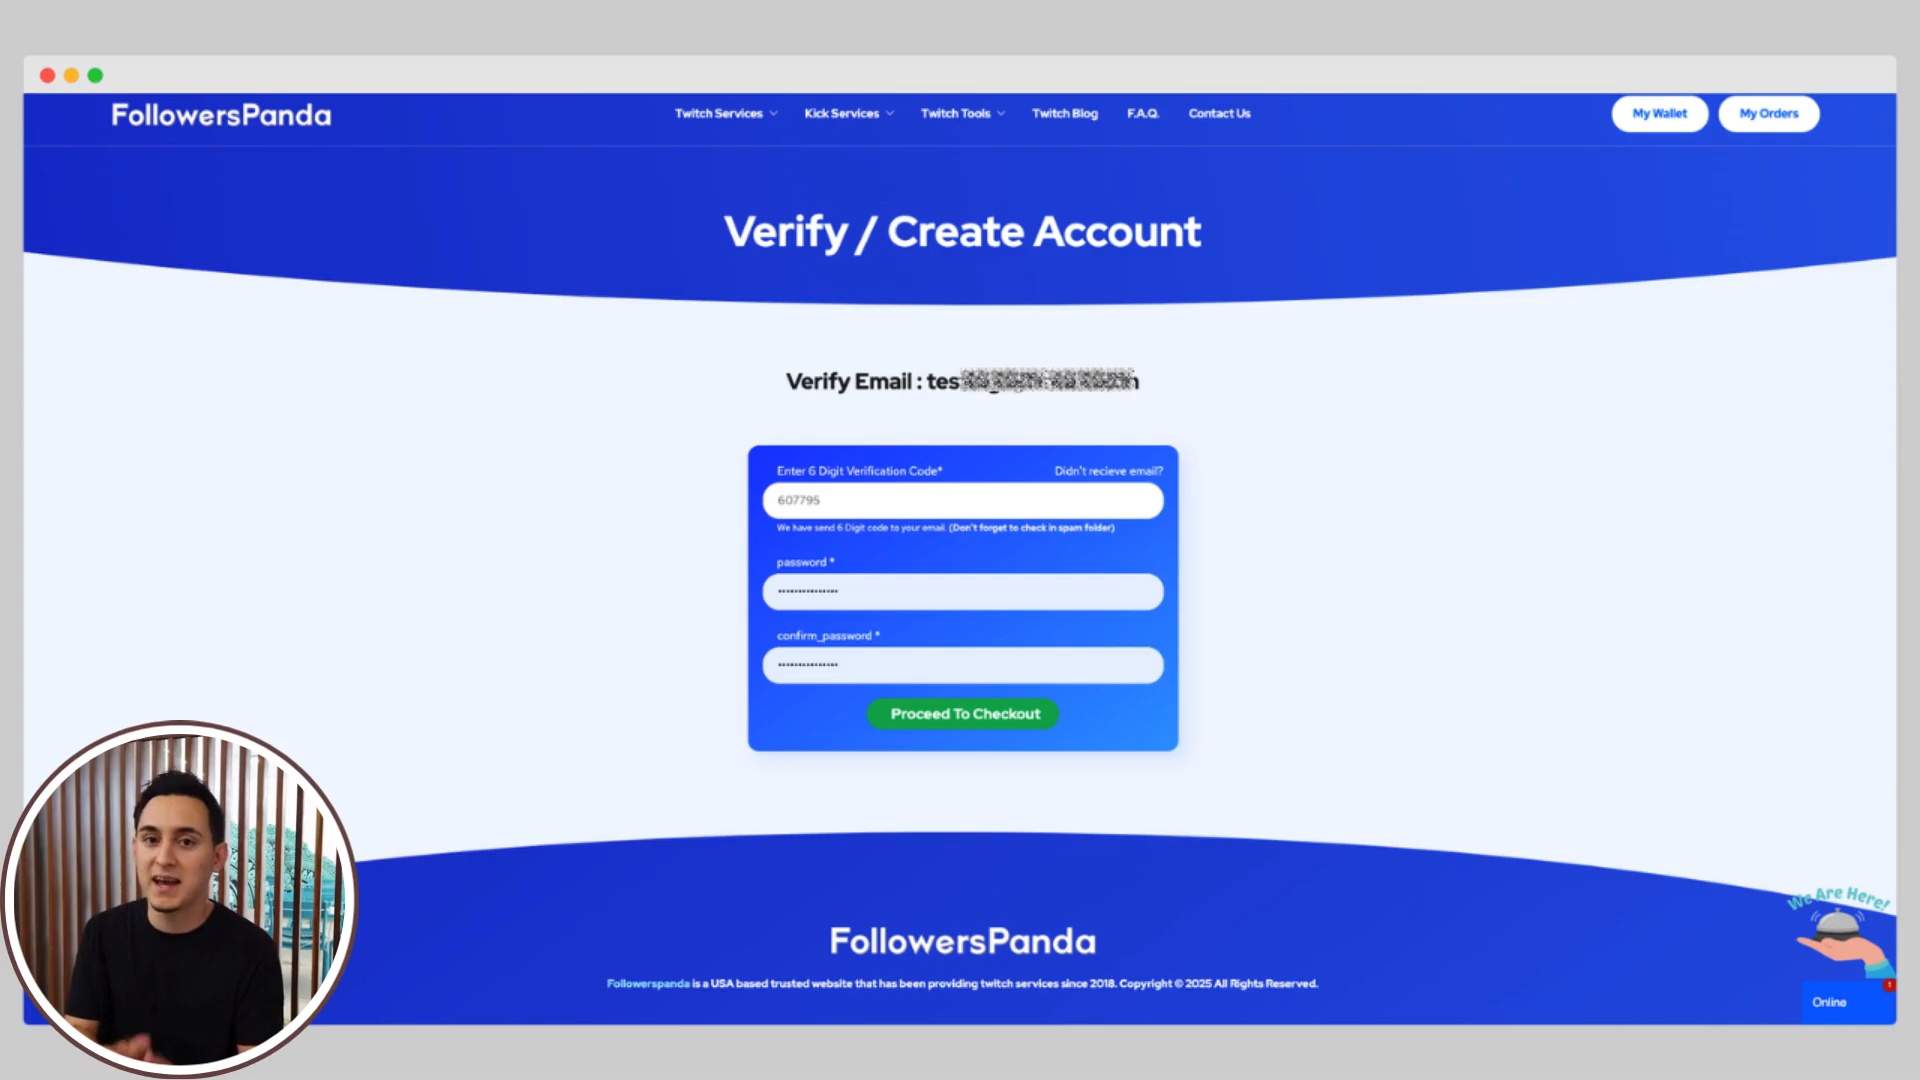 FollowersPanda
Twitch Services
Kick Services
Twitch Tools
Twitch Blog
F.A.Q.
Contact Us
My Wallet
My Orders
Verify / Create Account
Verify Email : tes
Enter 6 Digit Verification Code*
Didn't recieve email?
607795
We have send 6 Digit code to your email. (Don't forget to check in spam folder)
password *
confirm_password *
Proceed To Checkout
We Are Here!
FollowersPanda
Followerspanda is a USA based trusted website that has been providing twitch services since 2018. Copyright © 2025 All Rights Reserved.
1
Online